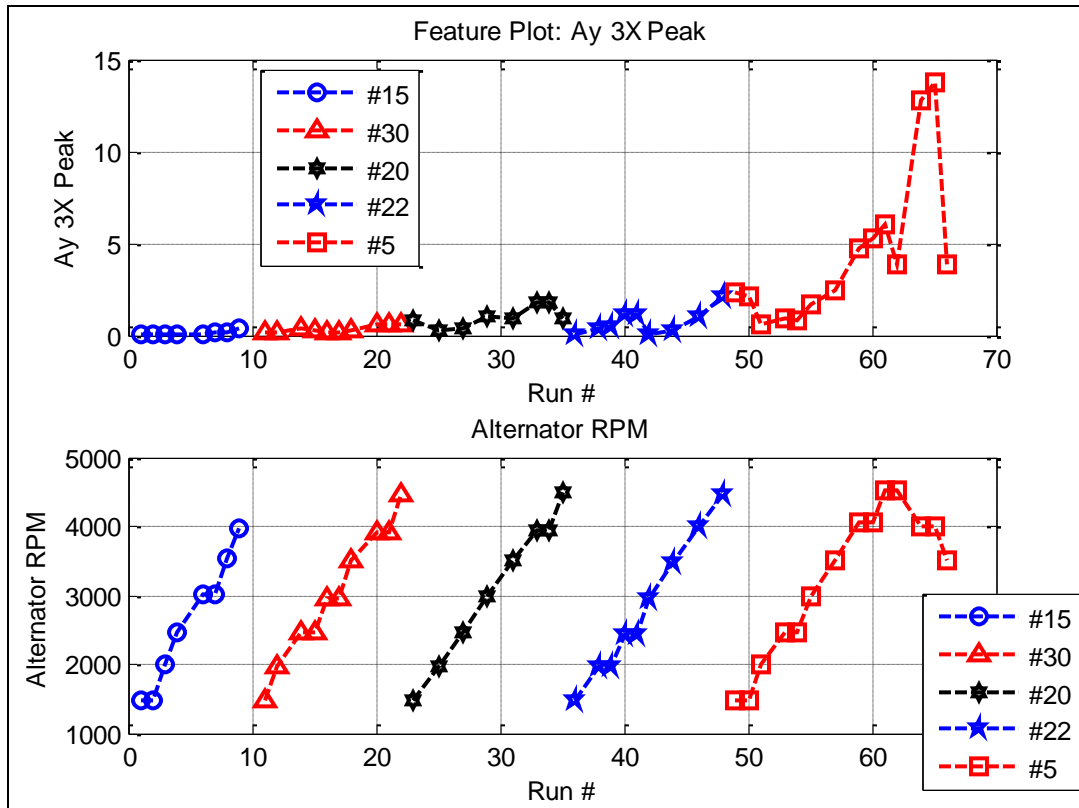 Feature Plot: Ay 3X Peak
15
10
5
0
Ay 3X Peak
#15
#30
#20
#22
#5
0 10 20 30 40 50 60 70
Run #
Alternator RPM
5000
4000
3000
2000
1000
Alternator RPM
0 10 20 30 40 50 60
Run #
#15
#30
#20
#22
#5